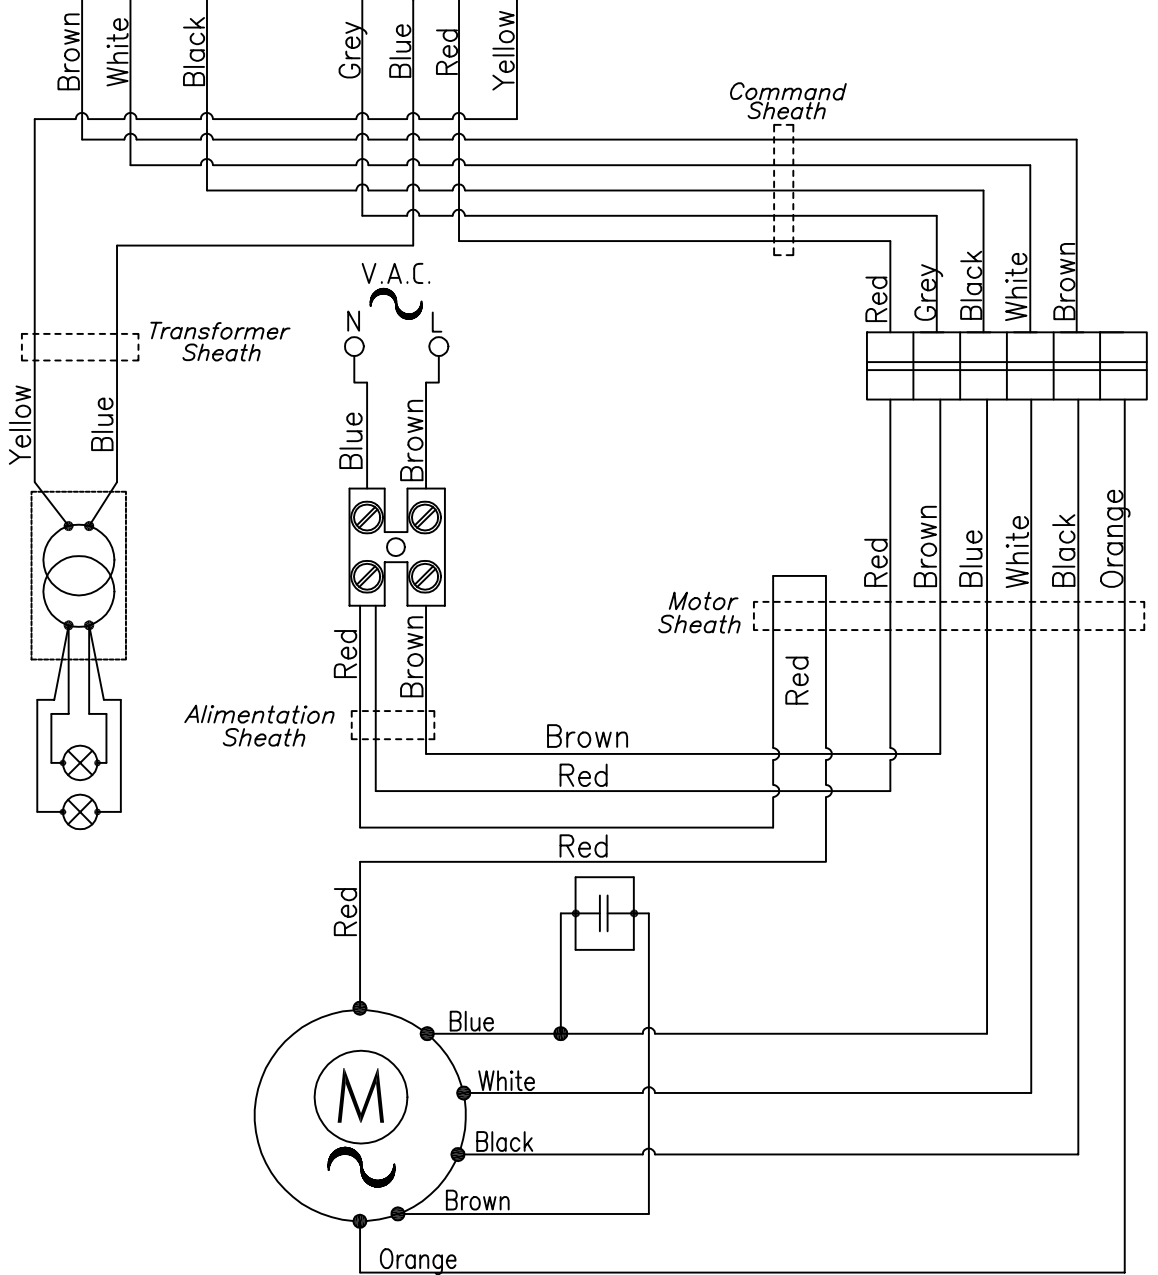 Brown
White
Black
Grey
Blue
Red
Yellow
Command
Sheath
V.A.C.
N
L
Transformer
Sheath
Red
Grey
Black
White
Brown
Yellow
Blue
Blue
Brown
Red
Brown
Blue
White
Black
Orange
Motor
Sheath
Red
Brown
Red
Alimentation
Sheath
Brown
Red
Red
Red
Blue
M
White
Black
Brown
Orange